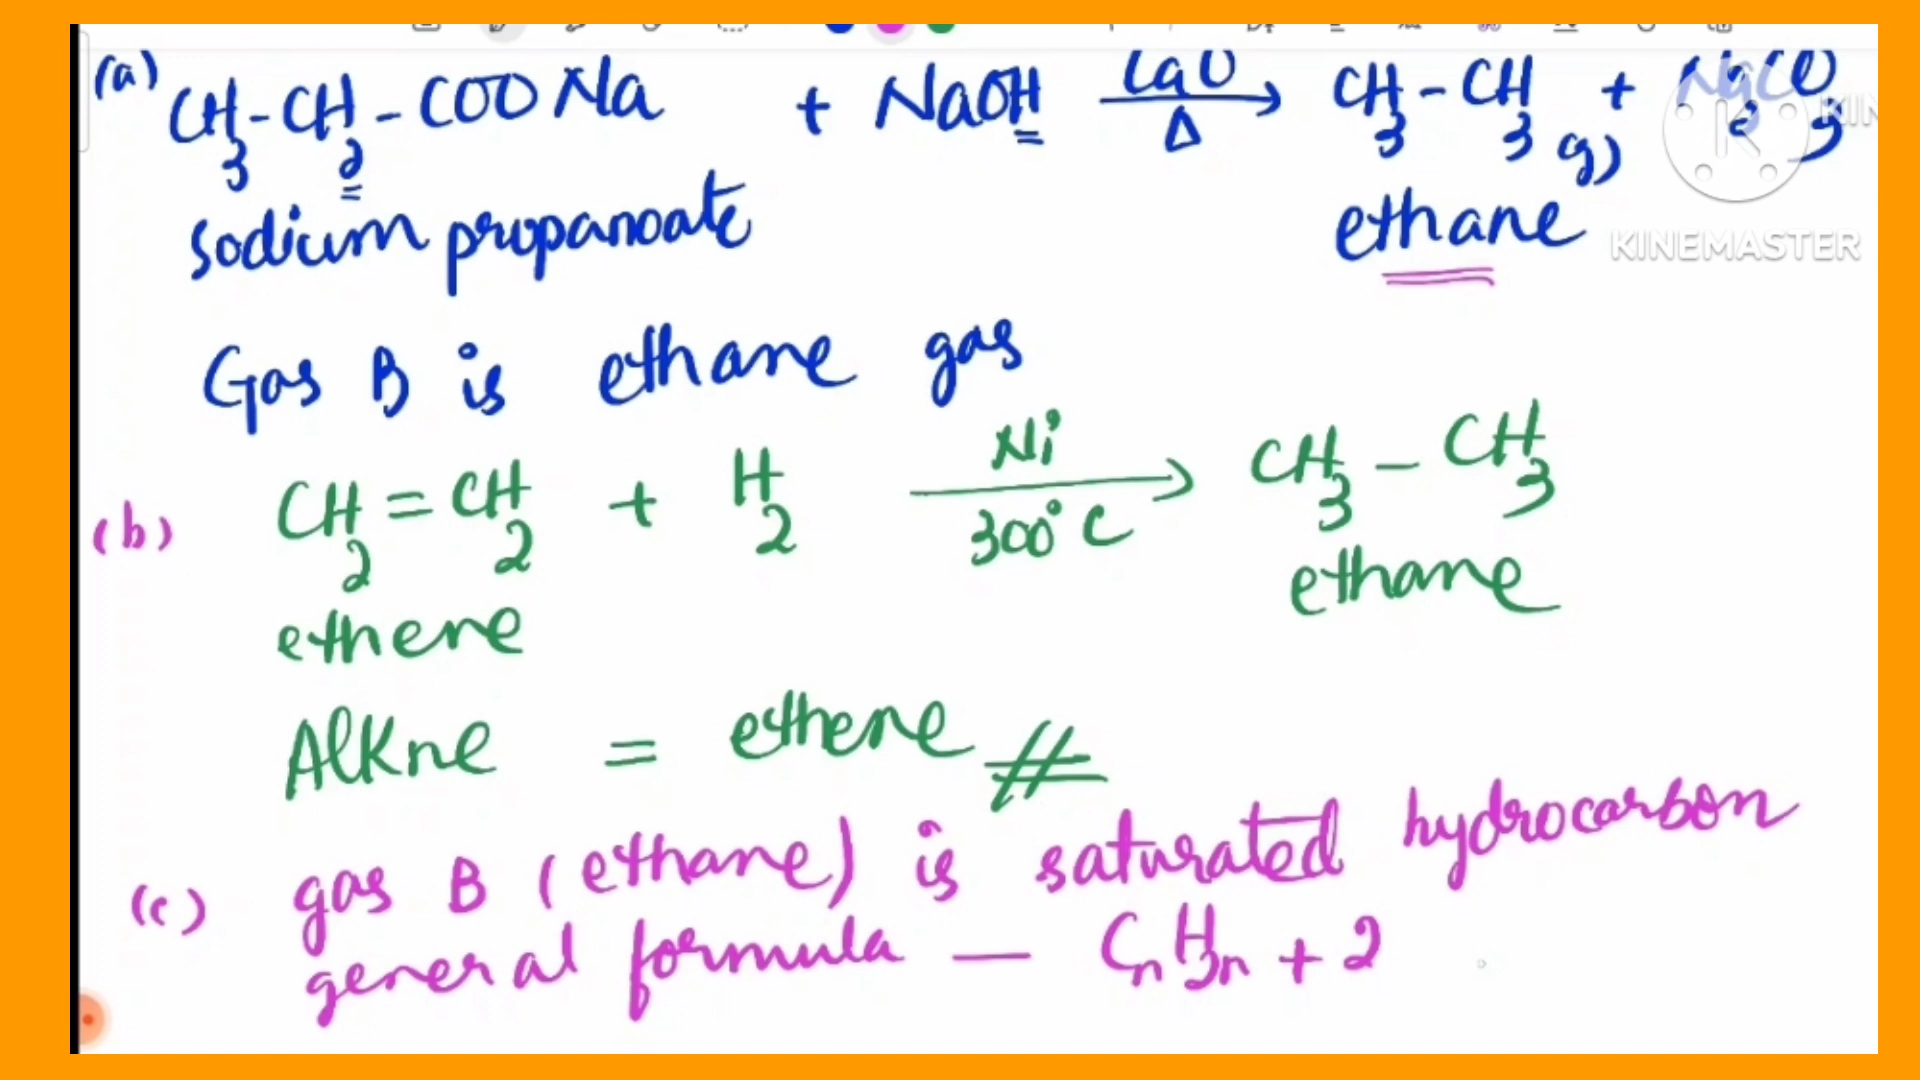 (a) CH₃-CH₂-COONa + NaOH CaO Δ → CH₃-CH₃(g) + Na₂CO₃
sodium propanoate ethane
KINEMASTER
Gas B is ethane gas
(b) CH₂=CH₂ + H₂ Ni 300°C → CH₃-CH₃
ethene ethane
Alkne = ethene
(c) gas B (ethane) is saturated hydrocarbon
general formula — CnH2n+2